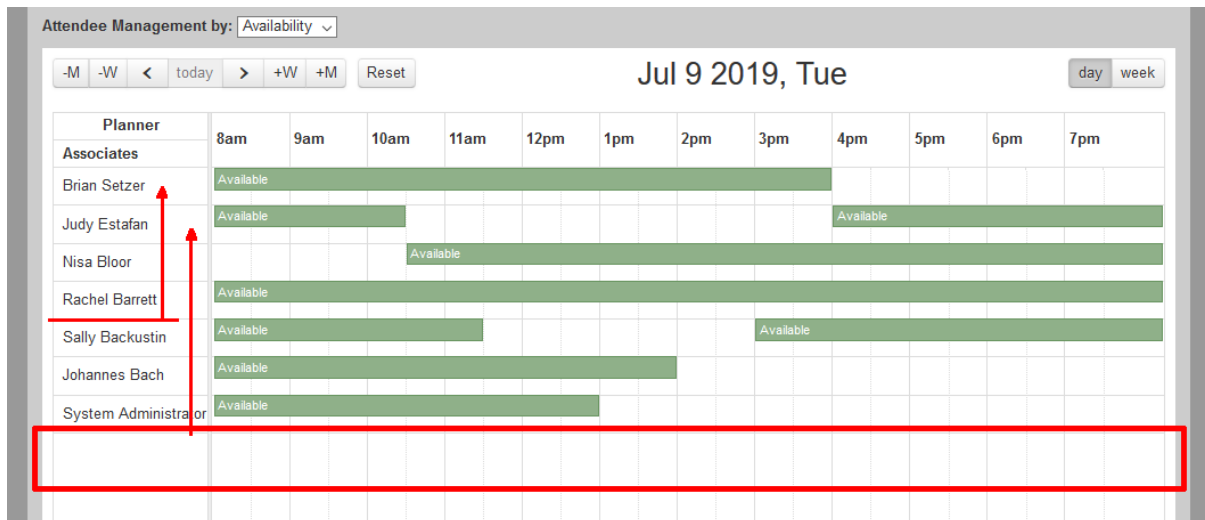 Attendee Management by: Availability
-M -W < today > +W +M Reset Jul 9 2019, Tue day week
Planner
8am 9am 10am 11am 12pm 1pm 2pm 3pm 4pm 5pm 6pm 7pm
Associates
Brian Setzer Available
Judy Estafan Available Available
Nisa Bloor Available
Rachel Barrett Available
Sally Backustin Available Available
Johannes Bach Available
System Administrator Available